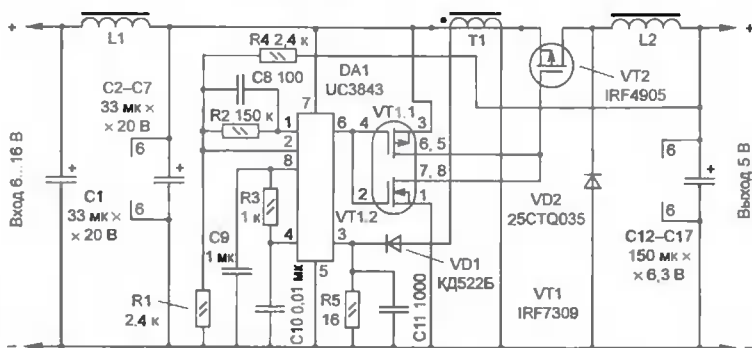 +
L1
R4 2,4 к
T1
L2
+
C2–C7
33 мк ×
× 20 В
C8 100
DA1
UC3843
VT2
IRF4905
7
VT1.1
R2 150 к
1
6
4
3
6
2
6, 5
8
7, 8
6
Вход 6...16 В
+
+
+
Выход 5 В
C1
33 мк ×
× 20 В
6
R3
1 к
2
1
VT1.2
VD2
25CTQ035
6
C9
1 мк
4
3
C12–C17
150 мк ×
× 6,3 В
5
VD1
КД522Б
R1
2,4 к
C10 0,01 мк
R5
16
C11 1000
VT1
IRF7309
–
–